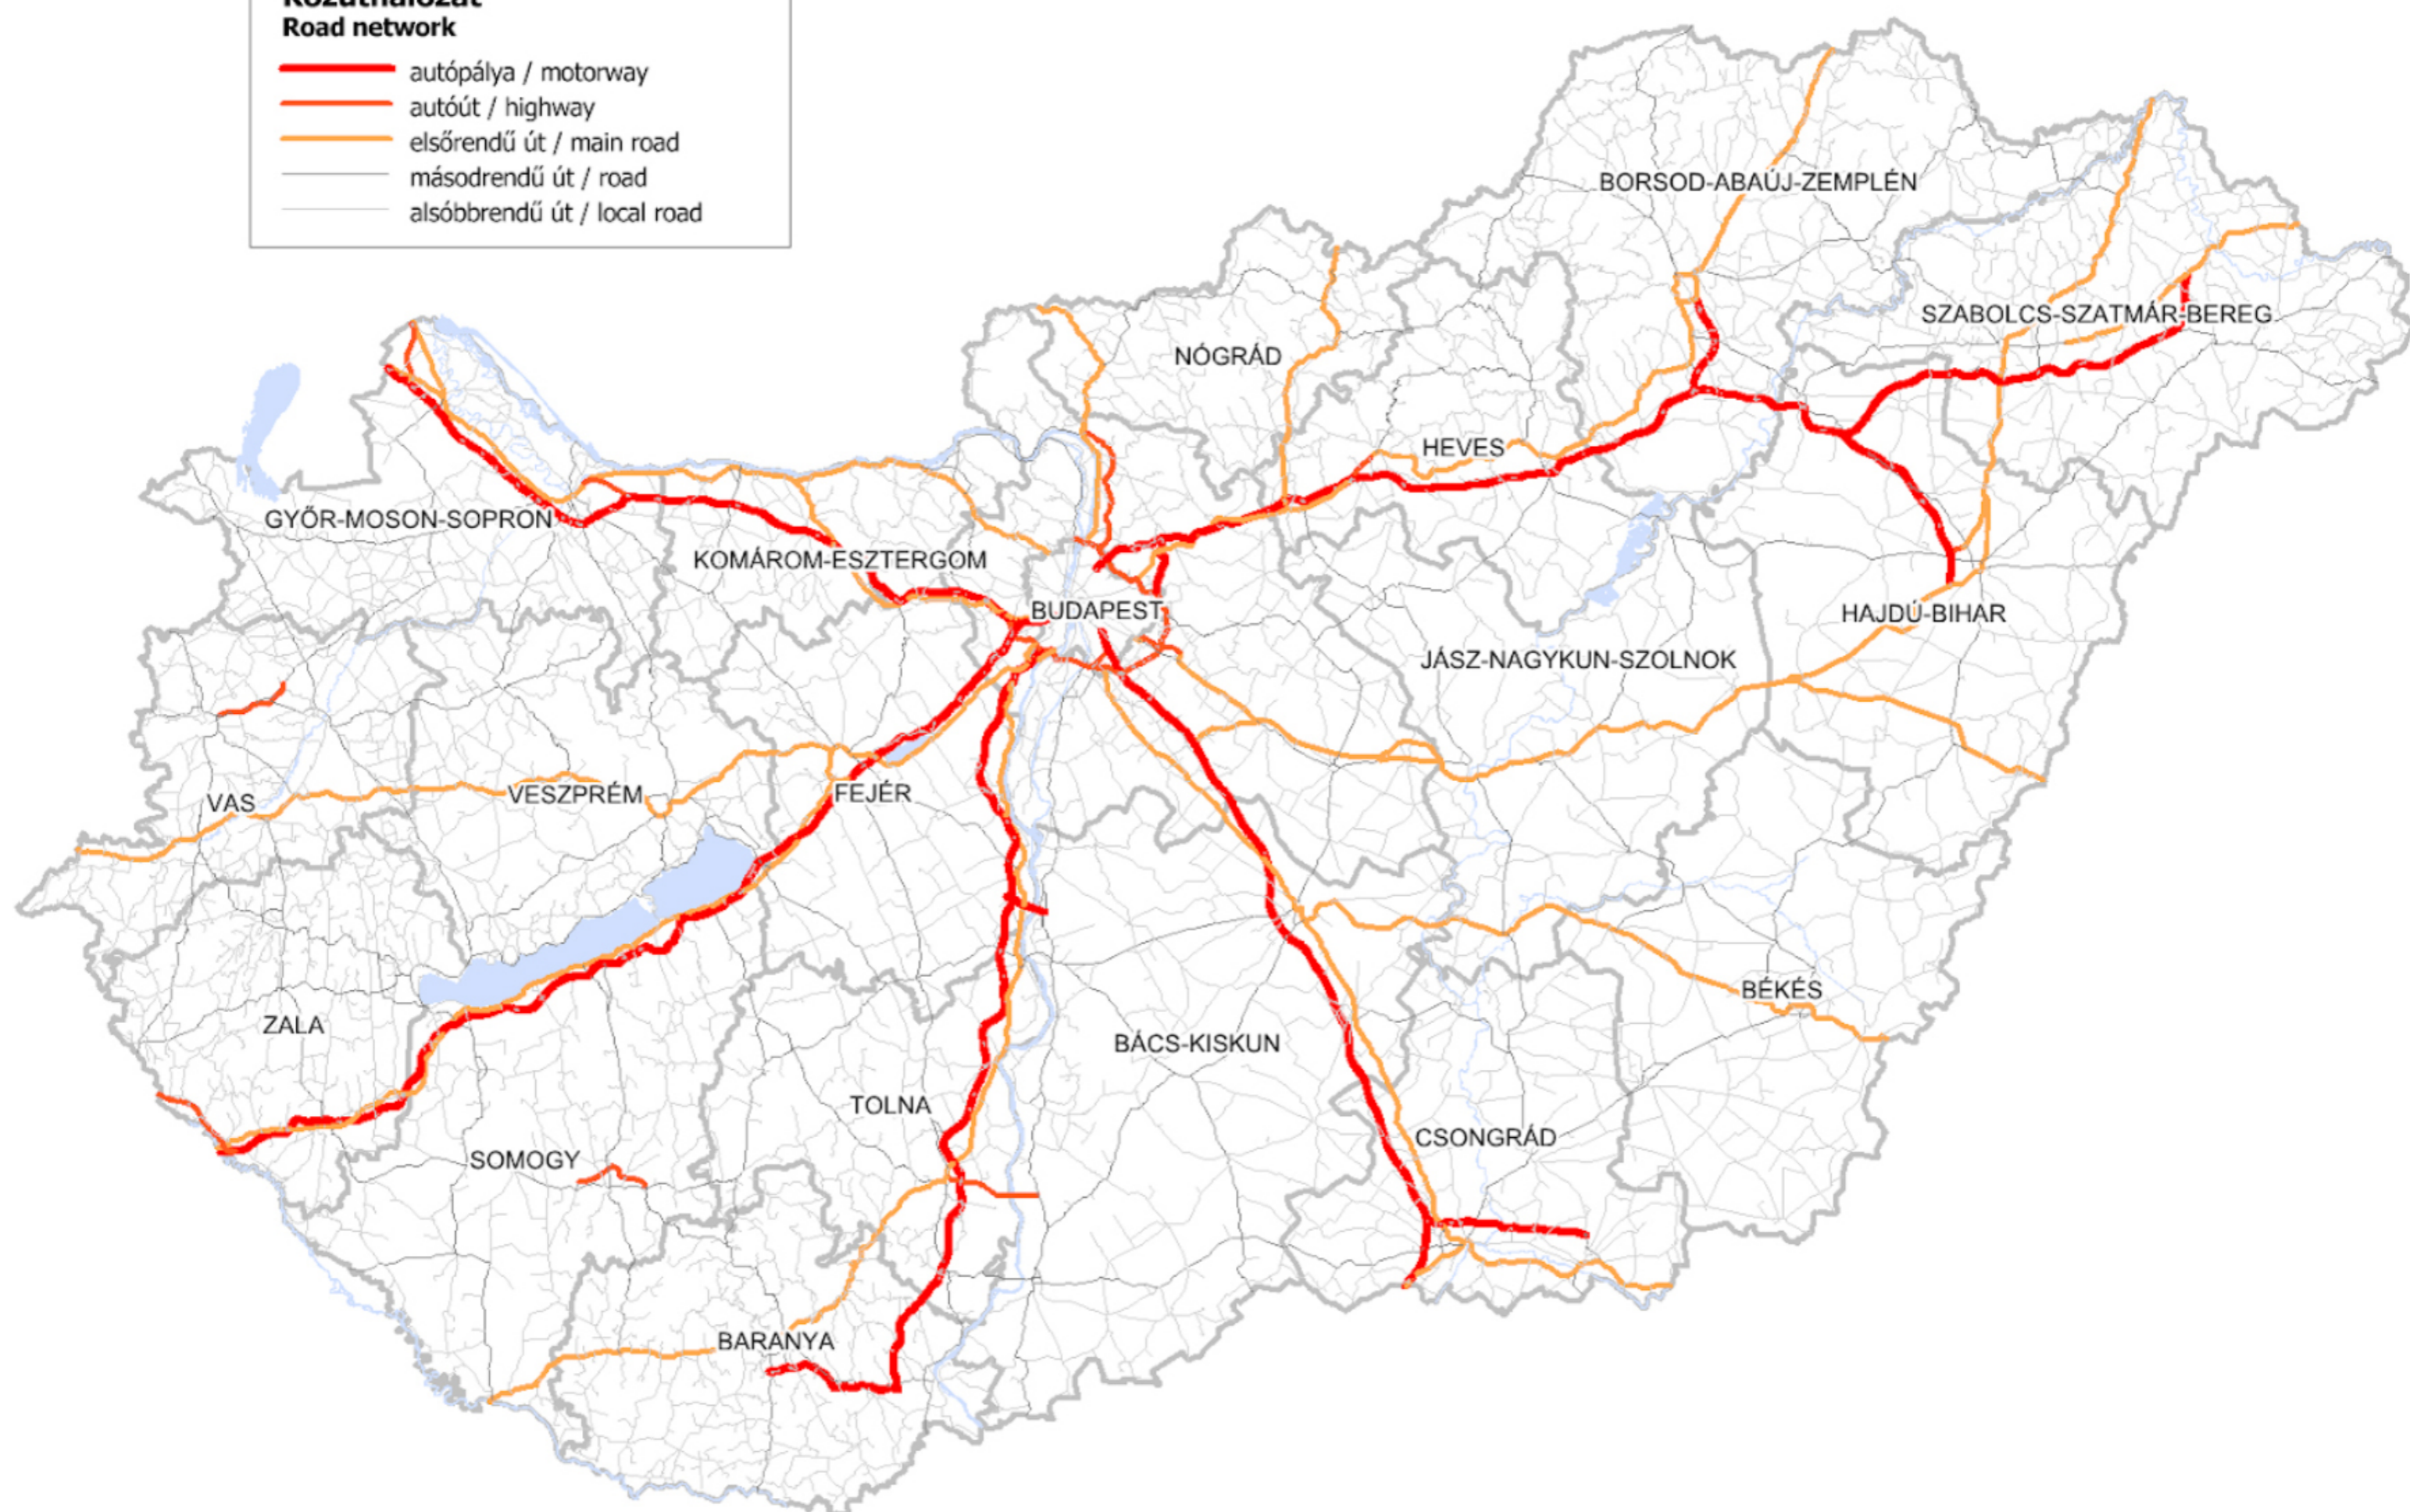 Közúthálózat
Road network
autópálya / motorway
autóút / highway
elsőrendű út / main road
másodrendű út / road
alsóbbrendű út / local road
BORSOD-ABAÚJ-ZEMPLÉN
SZABOLCS-SZATMÁR-BEREG
NÓGRÁD
HEVES
GYŐR-MOSON-SOPRON
KOMÁROM-ESZTERGOM
BUDAPEST
HAJDÚ-BIHAR
JÁSZ-NAGYKUN-SZOLNOK
VAS
VESZPRÉM
FEJÉR
BÉKÉS
ZALA
BÁCS-KISKUN
TOLNA
CSONGRÁD
SOMOGY
BARANYA